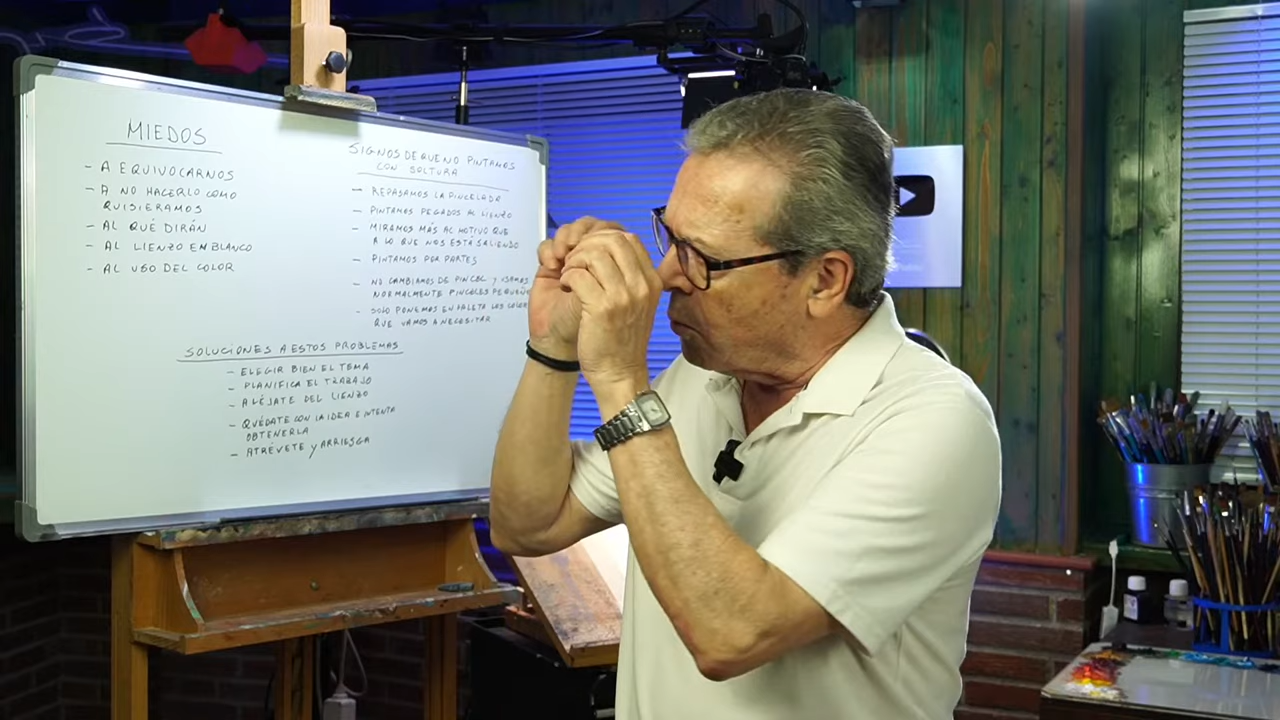 MIEDOS
- A EQUIVOCARNOS
- A NO HACERLO COMO
QUISIERAMOS
- AL QUÉ DIRÁN
- AL LIENZO EN BLANCO
- AL USO DEL COLOR
SIGNOS DE QUE NO PINTAMOS
CON SOLTURA
- REPASAMOS LA PINCELADA
- PINTAMOS PEGADOS AL LIENZO
- MIRAMOS MÁS AL MOTIVO QUE
A LO QUE NOS ESTÁ SALIENDO
- PINTAMOS POR PARTES
- NO CAMBIAMOS DE PINCEL Y USAMOS
NORMALMENTE PINCELES PEQUEÑO
- SOLO PONEMOS EN PALETA LOS COLOR
QUE VAMOS A NECESITAR
SOLUCIONES A ESTOS PROBLEMAS
- ELEGIR BIEN EL TEMA
- PLANIFICA EL TRABAJO
- ALÉJATE DEL LIENZO
- QUÉDATE CON LA IDEA E INTENTA
OBTENERLA
- ATRÉVETE Y ARRIESGA